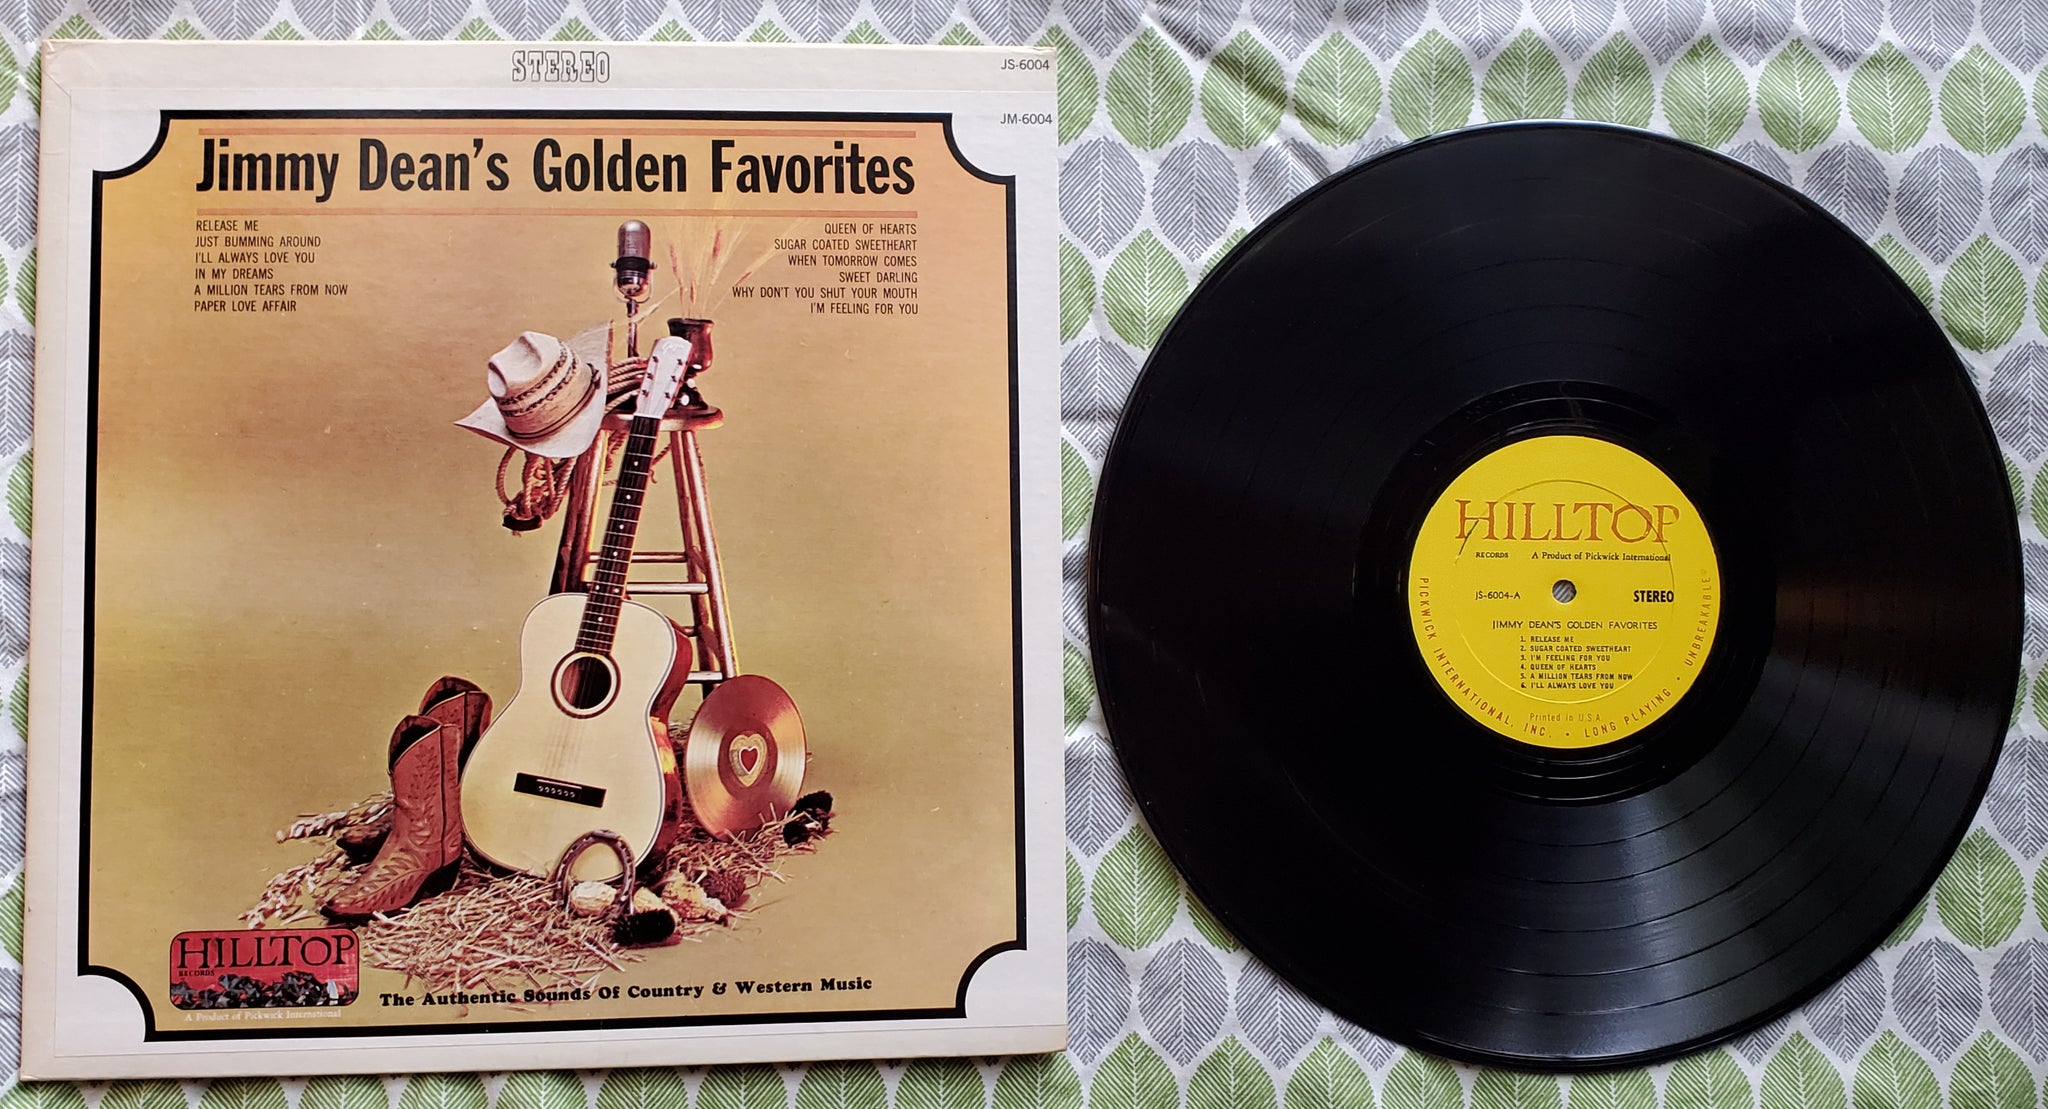 STEREO
JS-6004
JM-6004
Jimmy Dean's Golden Favorites
RELEASE ME
JUST BUMMING AROUND
I'LL ALWAYS LOVE YOU
IN MY DREAMS
A MILLION TEARS FROM NOW
PAPER LOVE AFFAIR
QUEEN OF HEARTS
SUGAR COATED SWEETHEART
WHEN TOMORROW COMES
SWEET DARLING
WHY DON'T YOU SHUT YOUR MOUTH
I'M FEELING FOR YOU
HILLTOP
RECORDS
A Product of Pickwick International
The Authentic Sounds Of Country & Western Music
HILLTOP
RECORDS A Product of Pickwick International
JS-6004-A STEREO
JIMMY DEAN'S GOLDEN FAVORITES
1. RELEASE ME
2. SUGAR COATED SWEETHEART
3. I'M FEELING FOR YOU
4. QUEEN OF HEARTS
5. A MILLION TEARS FROM NOW
6. I'LL ALWAYS LOVE YOU
Printed in U.S.A.
PICKWICK INTERNATIONAL, INC. • LONG PLAYING • UNBREAKABLE